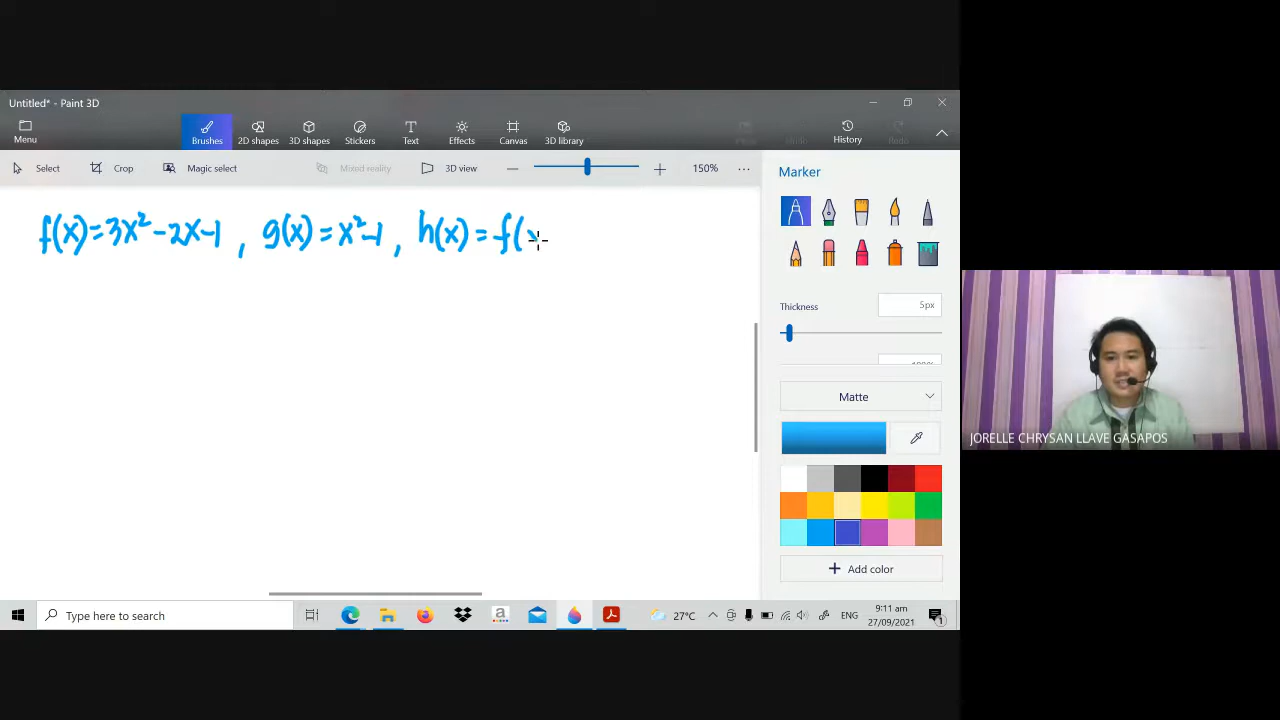 Untitled* - Paint 3D
Menu
Brushes
2D shapes
3D shapes
Stickers
Text
Effects
Canvas
3D library
History
Redo
Select
Crop
Magic select
Mixed reality
3D view
150%
Marker
f(x)=3x²-2x-1 , g(x)=x²-1 , h(x)=f(x
Thickness
5px
Matte
Add color
JORELLE CHRYSAN LLAVE GASAPOS
Type here to search
27°C
ENG
9:11 am
27/09/2021
1